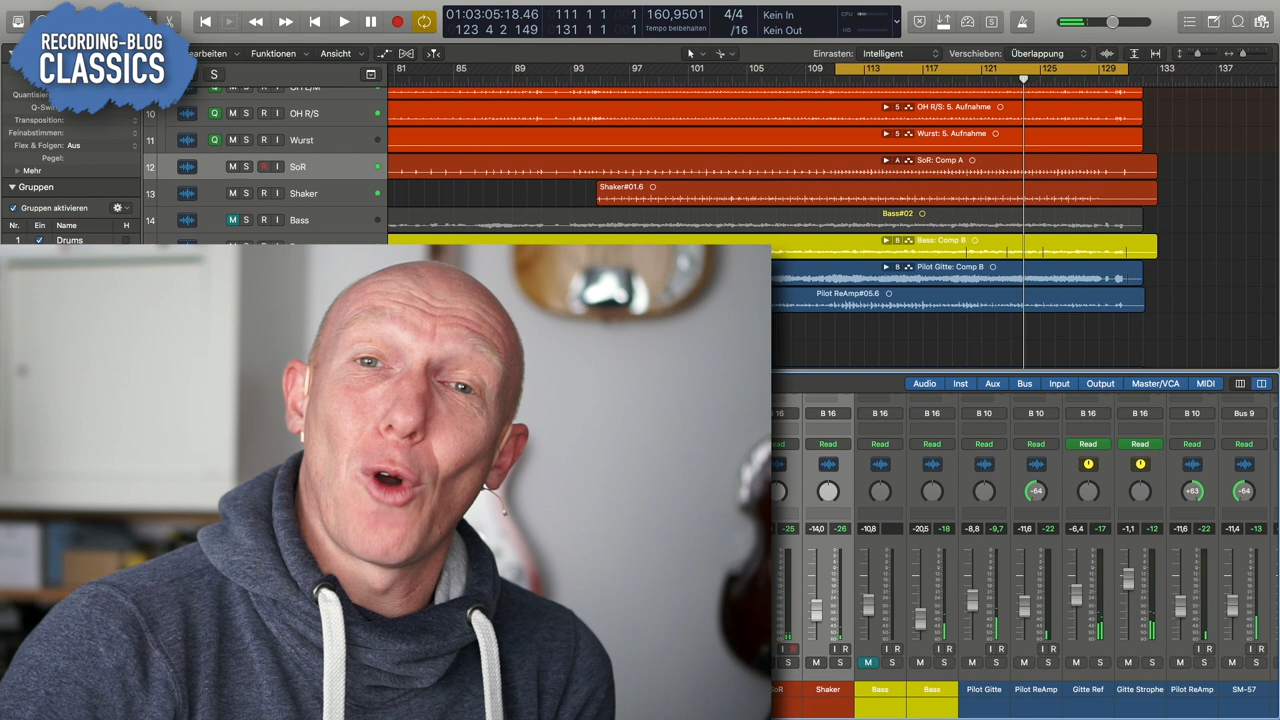 RECORDING-BLOG
CLASSICS
01:03:05:18.46
123 4 2 149
111 1 1 1
131 1 1 1
160,9501
Tempo beibehalten
4/4
/16
Kein In
Kein Out
CPU
HD
Bearbeiten
Funktionen
Ansicht
Einrasten:
Intelligent
Verschieben:
Überlappung
S
81
85
89
93
97
101
105
109
113
117
121
125
129
133
137
Quantisier
Q-Swin
Transposition:
Feinabstimmen:
Flex & Folgen: Aus
Pegel:
Mehr
Gruppen
Gruppen aktivieren
Nr.
Ein
Name
H
1
Drums
10
Q
M S R I
OH R/S
11
Q
M S R I
Wurst
12
M S R I
SoR
13
M S R I
Shaker
14
M S R I
Bass
5
OH R/S: 5. Aufnahme
5
Wurst: 5. Aufnahme
A
SoR: Comp A
Shaker#01.6
Bass#02
B
Bass: Comp B
B
Pilot Gitte: Comp B
Pilot ReAmp#05.6
Audio
Inst
Aux
Bus
Input
Output
Master/VCA
MIDI
B 16
B 16
B 16
B 10
B 10
B 16
B 16
B 10
Bus 9
Read
Read
Read
Read
Read
Read
Read
Read
Read
-64
+63
-64
-25
-14,0
-26
-10,8
-20,5
-18
-8,8
-9,7
-11,6
-22
-6,4
-17
-1,1
-12
-11,6
-22
-11,4
-13
I R
I R
I R
I R
I R
I R
S
M S
M S
M S
M S
M S
M S
M S
M S
M S
SoR
Shaker
Bass
Bass
Pilot Gitte
Pilot ReAmp
Gitte Ref
Gitte Strophe
Pilot ReAmp
SM-57